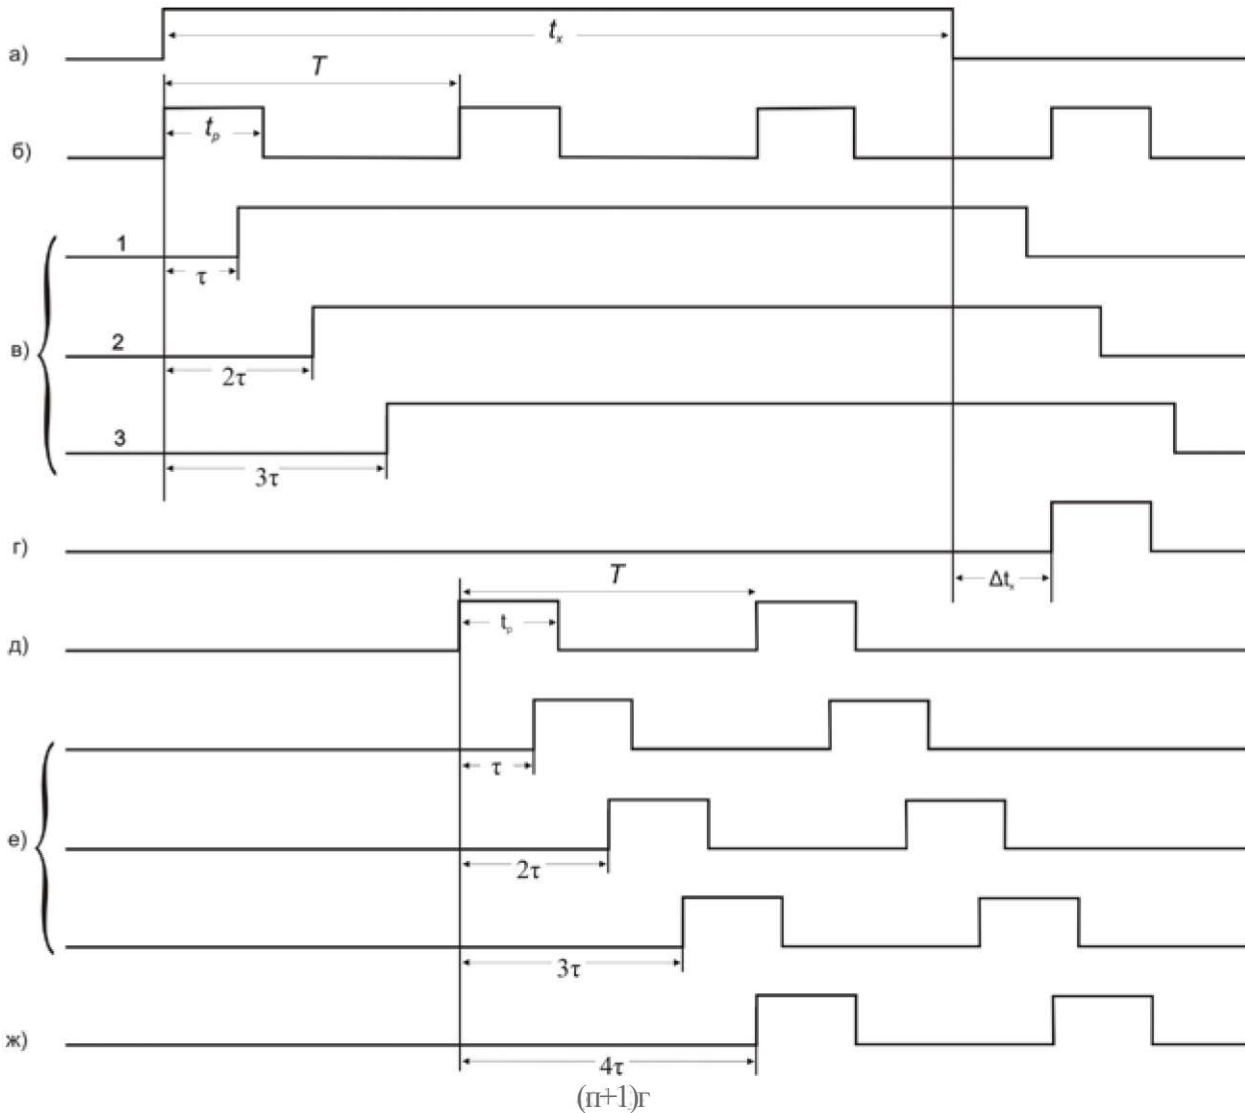 а)
tₓ
T
б)
tₚ
в)
1
τ
2
2τ
3
3τ
г)
Δtₓ
T
д)
tₚ
е)
τ
2τ
3τ
ж)
4τ
(п+1)г